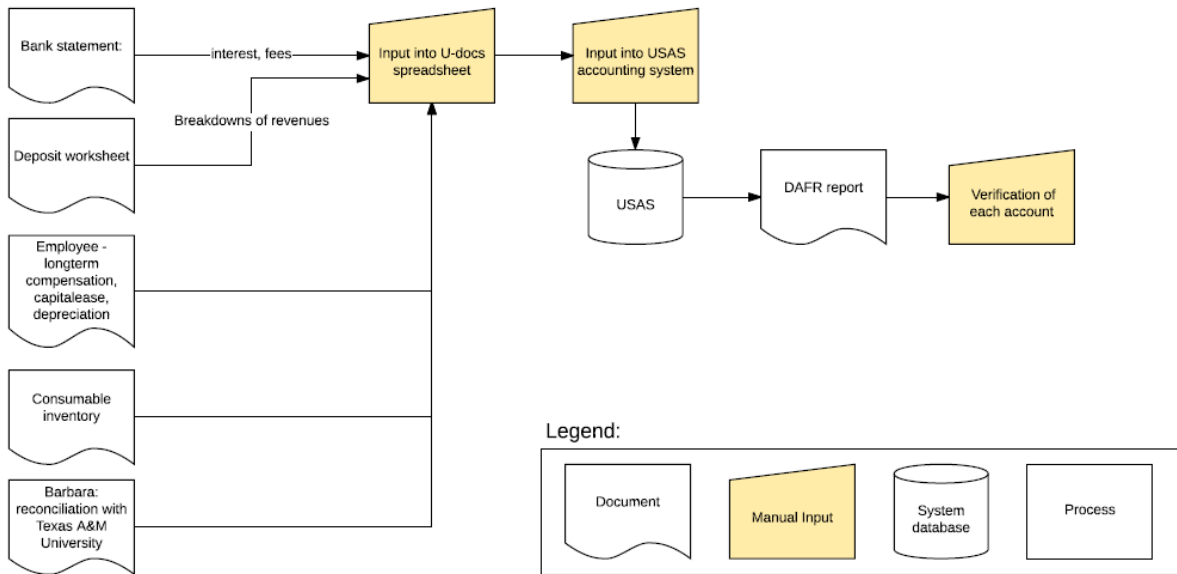 Bank statement:
interest, fees
Input into U-docs
spreadsheet
Input into USAS
accounting system
Breakdowns of revenues
Deposit worksheet
USAS
DAFR report
Verification of
each account
Employee -
longterm
compensation,
capitalease,
depreciation
Consumable
inventory
Barbara:
reconciliation with
Texas A&M
University
Legend:
Document
Manual Input
System
database
Process